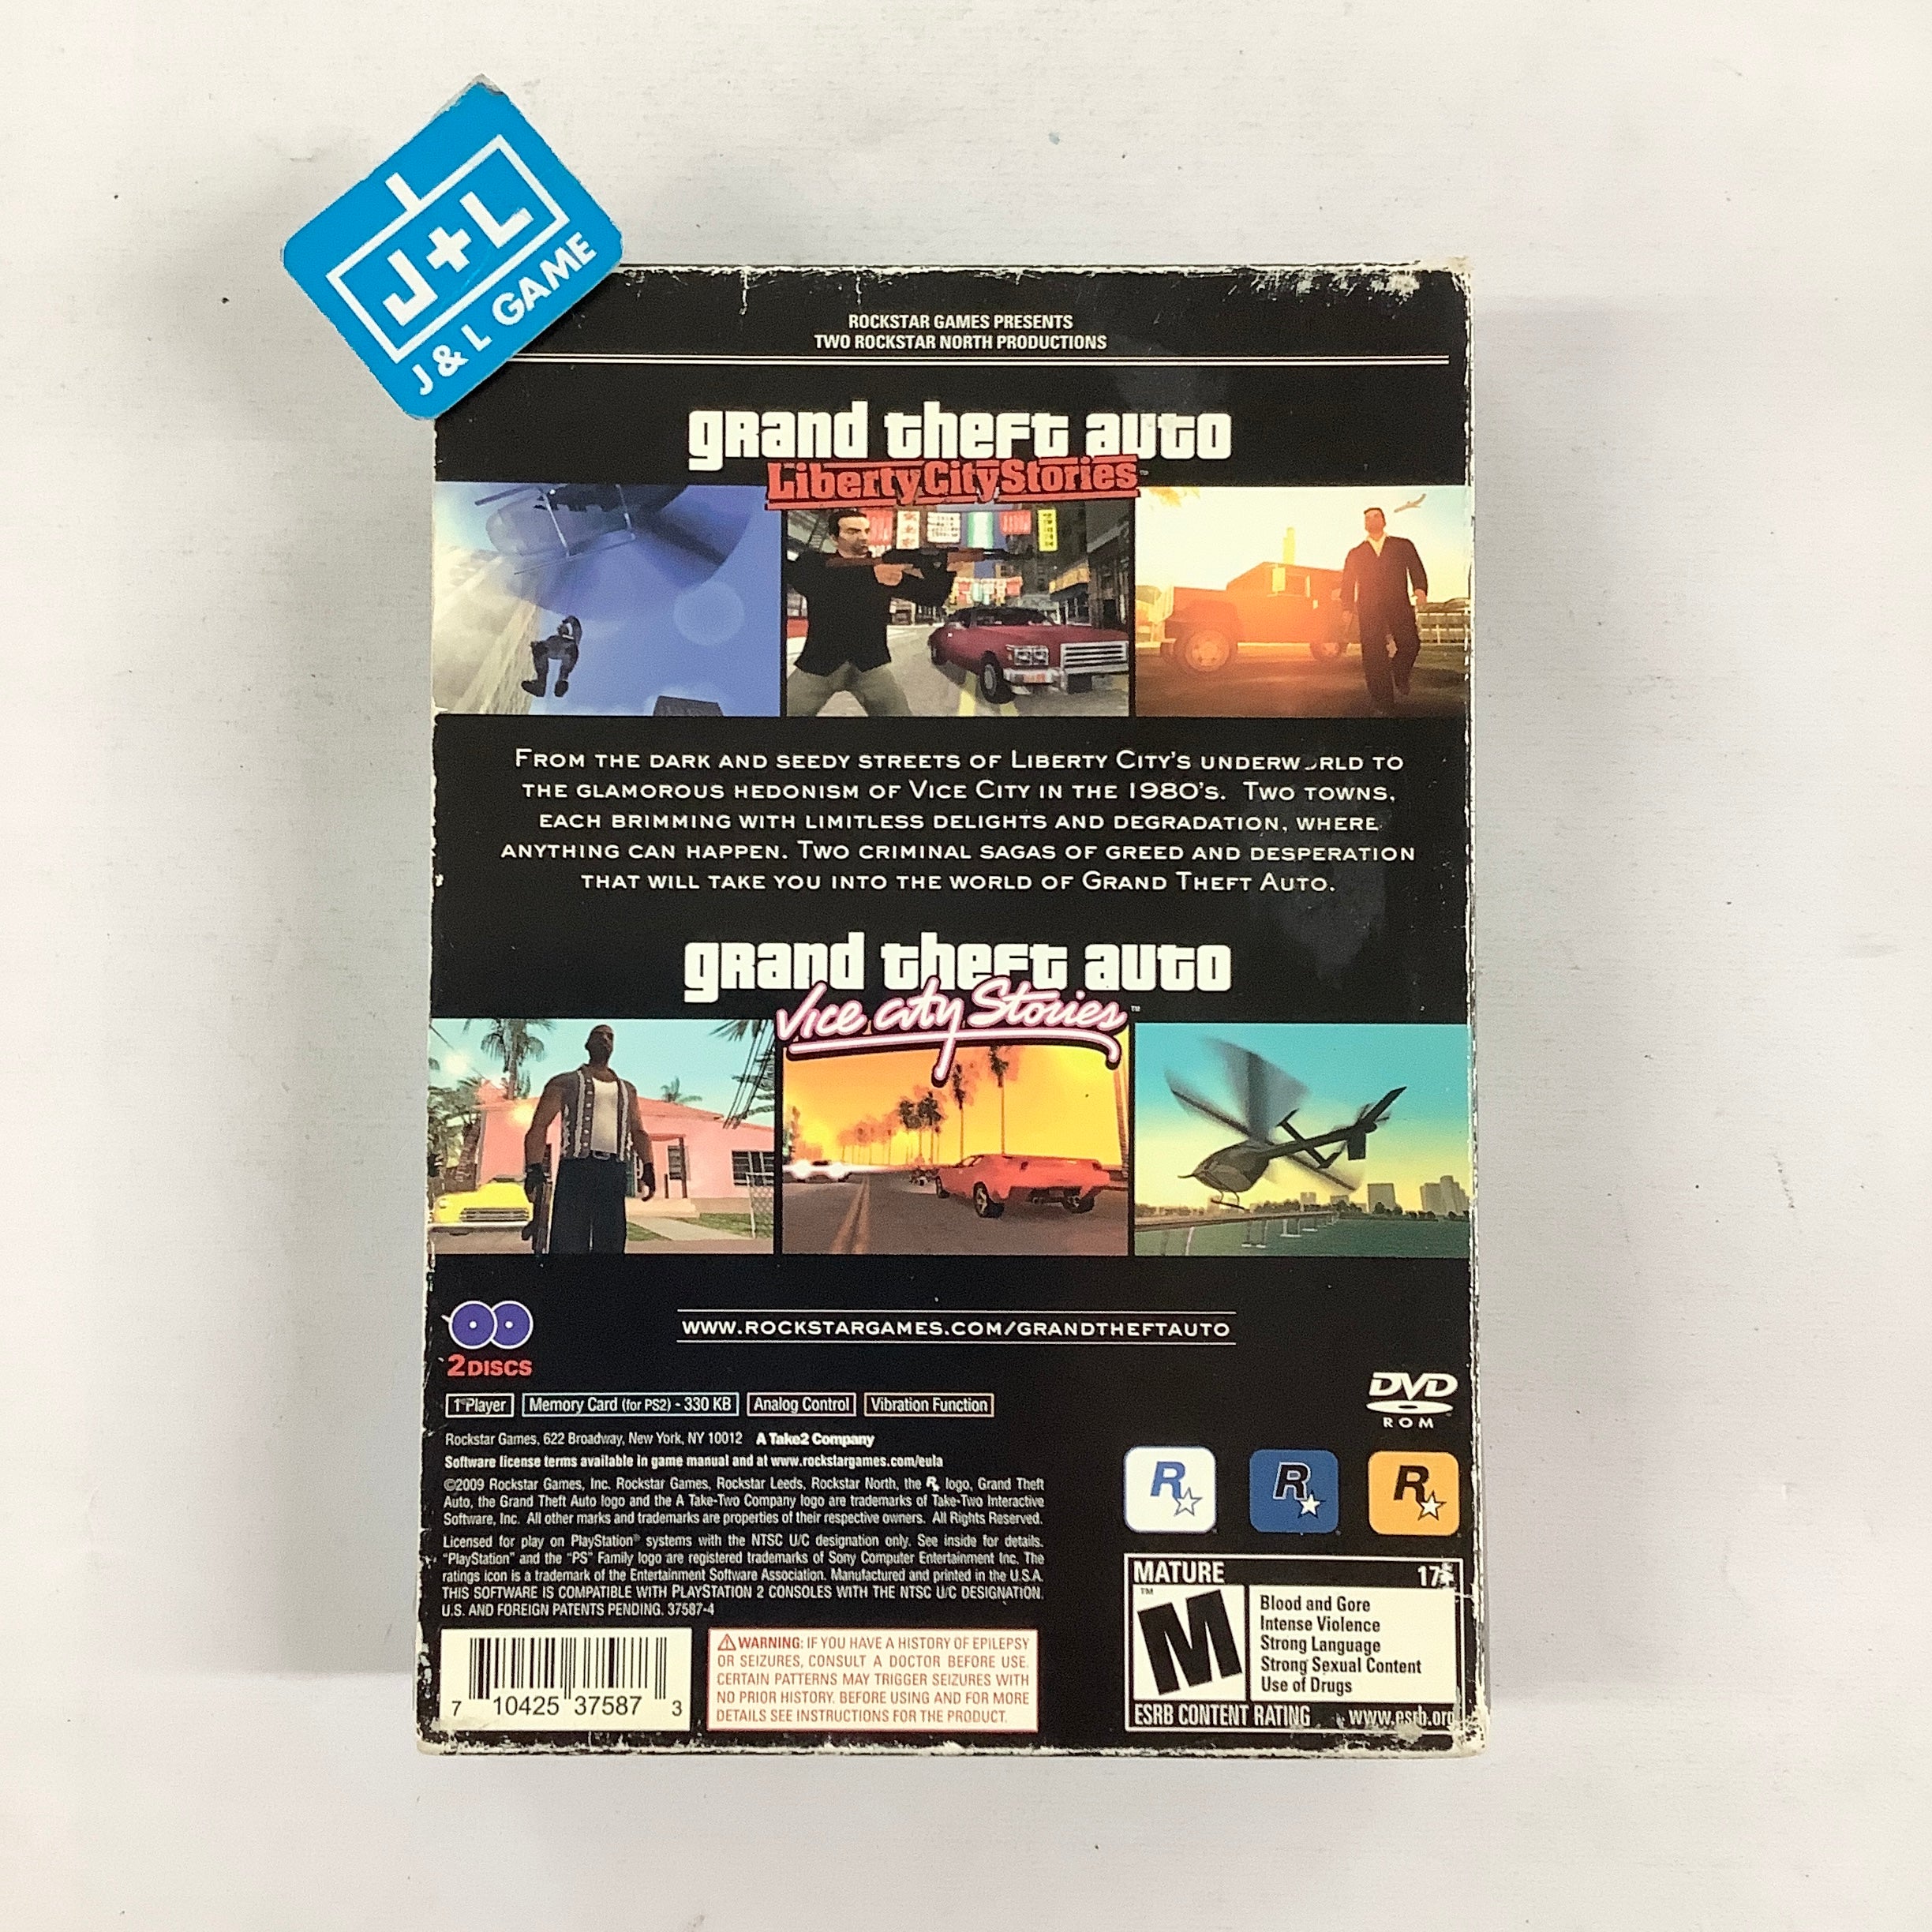 J+L
J & L GAME
ROCKSTAR GAMES PRESENTS
TWO ROCKSTAR NORTH PRODUCTIONS
grand theft auto
Liberty City Stories
FROM THE DARK AND SEEDY STREETS OF LIBERTY CITY'S UNDERWORLD TO
THE GLAMOROUS HEDONISM OF VICE CITY IN THE 1980'S. TWO TOWNS,
EACH BRIMMING WITH LIMITLESS DELIGHTS AND DEGRADATION, WHERE
ANYTHING CAN HAPPEN. TWO CRIMINAL SAGAS OF GREED AND DESPERATION
THAT WILL TAKE YOU INTO THE WORLD OF GRAND THEFT AUTO.
grand theft auto
Vice City Stories™
WWW.ROCKSTARGAMES.COM/GRANDTHEFTAUTO
2 DISCS
1 Player
Memory Card (for PS2) - 330 KB
Analog Control
Vibration Function
DVD
ROM
Rockstar Games, 622 Broadway, New York, NY 10012 A Take2 Company
Software license terms available in game manual and at www.rockstargames.com/eula
©2009 Rockstar Games, Inc. Rockstar Games, Rockstar Leeds, Rockstar North, the R★ logo, Grand Theft
Auto, the Grand Theft Auto logo and the A Take-Two Company logo are trademarks of Take-Two Interactive
Software, Inc. All other marks and trademarks are properties of their respective owners. All Rights Reserved.
Licensed for play on PlayStation® systems with the NTSC U/C designation only. See inside for details.
"PlayStation" and the "PS" Family logo are registered trademarks of Sony Computer Entertainment Inc. The
ratings icon is a trademark of the Entertainment Software Association. Manufactured and printed in the U.S.A.
THIS SOFTWARE IS COMPATIBLE WITH PLAYSTATION 2 CONSOLES WITH THE NTSC U/C DESIGNATION.
U.S. AND FOREIGN PATENTS PENDING. 37587-4
R R R
MATURE 17+
M™
Blood and Gore
Intense Violence
Strong Language
Strong Sexual Content
Use of Drugs
ESRB CONTENT RATING www.esrb.org
7 10425 37587 3
WARNING: IF YOU HAVE A HISTORY OF EPILEPSY
OR SEIZURES, CONSULT A DOCTOR BEFORE USE.
CERTAIN PATTERNS MAY TRIGGER SEIZURES WITH
NO PRIOR HISTORY. BEFORE USING AND FOR MORE
DETAILS SEE INSTRUCTIONS FOR THE PRODUCT.